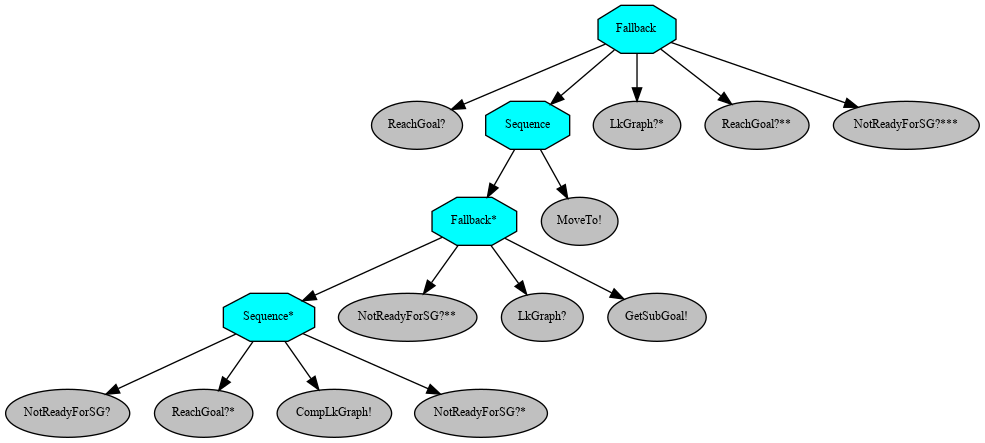 Fallback
ReachGoal?
Sequence
LkGraph?*
ReachGoal?**
NotReadyForSG?***
Fallback*
MoveTo!
Sequence*
NotReadyForSG?**
LkGraph?
GetSubGoal!
NotReadyForSG?
ReachGoal?*
CompLkGraph!
NotReadyForSG?*